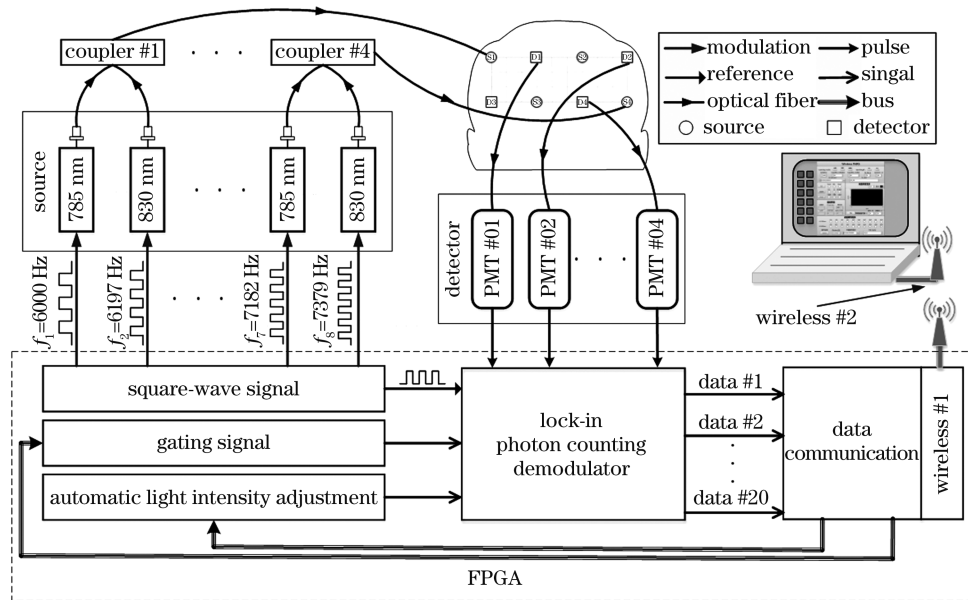 coupler #1
. . .
coupler #4
S1
D1
S2
D2
D3
S3
D4
S4
modulation
pulse
reference
singal
optical fiber
bus
source
detector
source
785 nm
830 nm
. . .
785 nm
830 nm
detector
PMT #01
PMT #02
. . .
PMT #04
wireless #2
f1=6000 Hz
f2=6197 Hz
. . .
f7=7182 Hz
f8=7379 Hz
square-wave signal
gating signal
automatic light intensity adjustment
lock-in
photon counting
demodulator
data #1
data #2
. . .
data #20
data
communication
wireless #1
FPGA